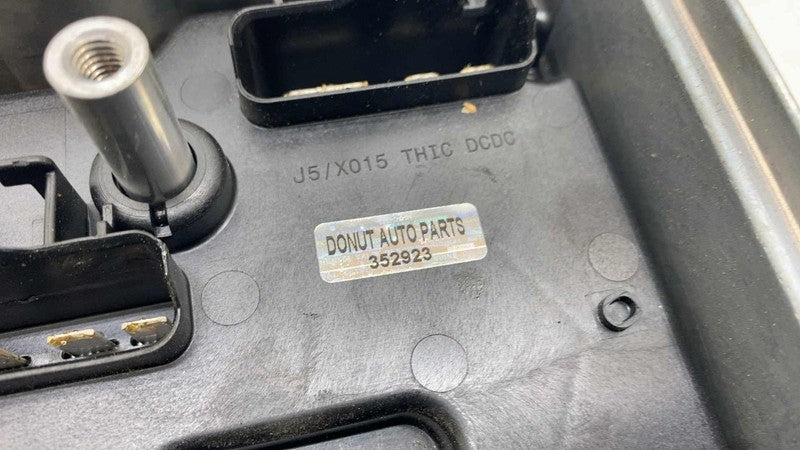 J5/X015 THIC DCDC
DONUT AUTO PARTS
352923